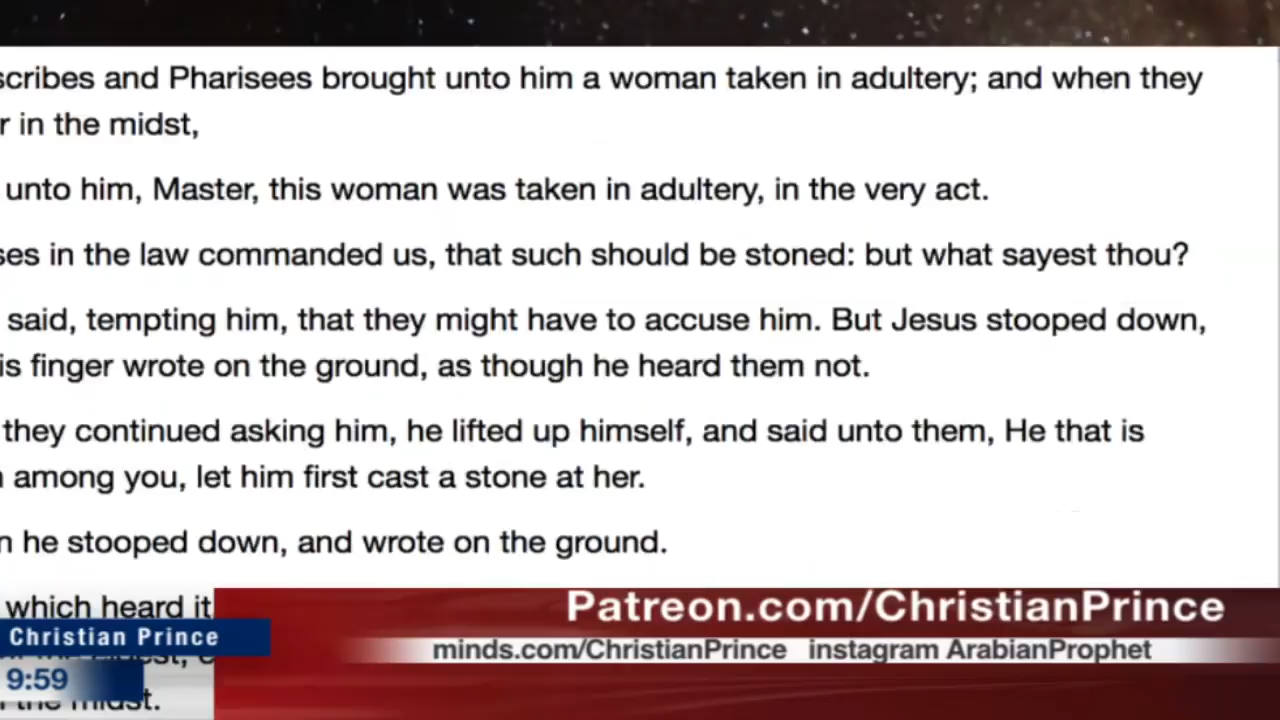 scribes and Pharisees brought unto him a woman taken in adultery; and when they
r in the midst,
unto him, Master, this woman was taken in adultery, in the very act.
ses in the law commanded us, that such should be stoned: but what sayest thou?
said, tempting him, that they might have to accuse him. But Jesus stooped down,
is finger wrote on the ground, as though he heard them not.
they continued asking him, he lifted up himself, and said unto them, He that is
among you, let him first cast a stone at her.
n he stooped down, and wrote on the ground.
which heard it
Patreon.com/ChristianPrince
Christian Prince
minds.com/ChristianPrince instagram ArabianProphet
9:59
the midst.